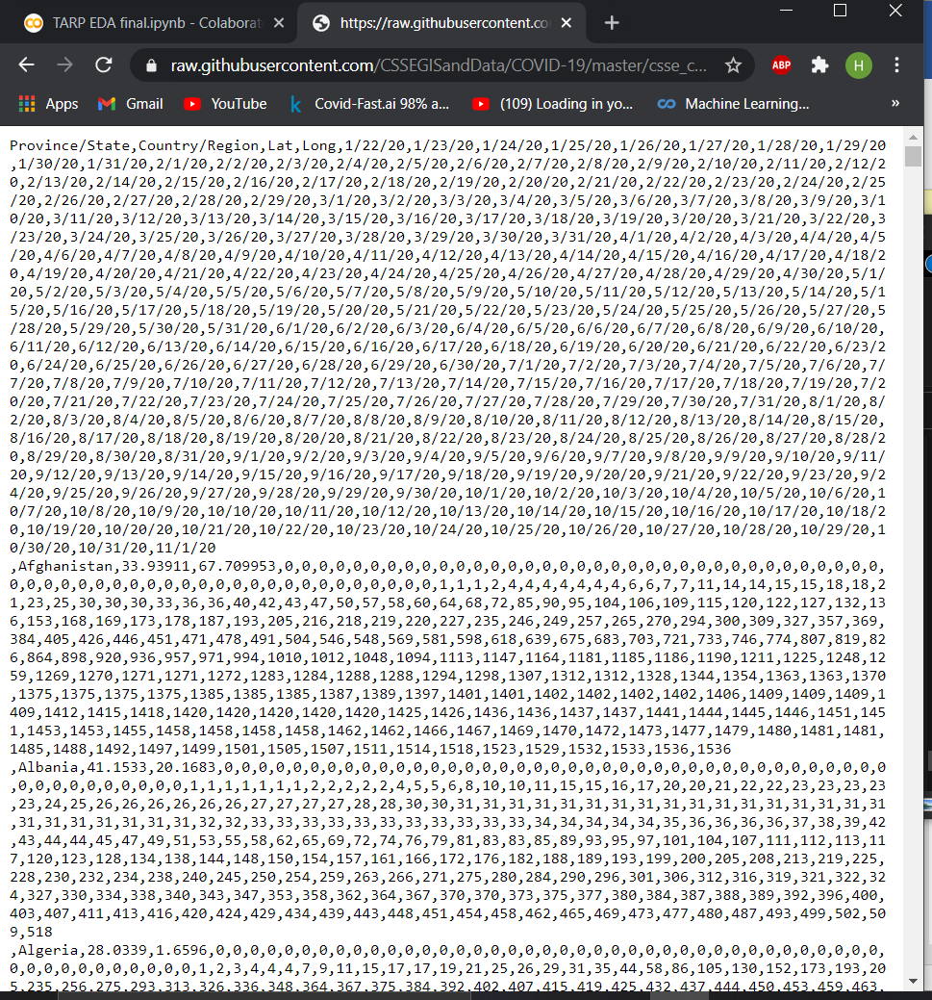 TARP EDA final.ipynb - Colaborat
https://raw.githubusercontent.co
raw.githubusercontent.com/CSSEGISandData/COVID-19/master/csse_c...
ABP
H
Apps
Gmail
YouTube
Covid-Fast.ai 98% a...
(109) Loading in yo...
Machine Learning...
»
Province/State,Country/Region,Lat,Long,1/22/20,1/23/20,1/24/20,1/25/20,1/26/20,1/27/20,1/28/20,1/29/20
,1/30/20,1/31/20,2/1/20,2/2/20,2/3/20,2/4/20,2/5/20,2/6/20,2/7/20,2/8/20,2/9/20,2/10/20,2/11/20,2/12/2
0,2/13/20,2/14/20,2/15/20,2/16/20,2/17/20,2/18/20,2/19/20,2/20/20,2/21/20,2/22/20,2/23/20,2/24/20,2/25
/20,2/26/20,2/27/20,2/28/20,2/29/20,3/1/20,3/2/20,3/3/20,3/4/20,3/5/20,3/6/20,3/7/20,3/8/20,3/9/20,3/1
0/20,3/11/20,3/12/20,3/13/20,3/14/20,3/15/20,3/16/20,3/17/20,3/18/20,3/19/20,3/20/20,3/21/20,3/22/20,3
/23/20,3/24/20,3/25/20,3/26/20,3/27/20,3/28/20,3/29/20,3/30/20,3/31/20,4/1/20,4/2/20,4/3/20,4/4/20,4/5
/20,4/6/20,4/7/20,4/8/20,4/9/20,4/10/20,4/11/20,4/12/20,4/13/20,4/14/20,4/15/20,4/16/20,4/17/20,4/18/2
0,4/19/20,4/20/20,4/21/20,4/22/20,4/23/20,4/24/20,4/25/20,4/26/20,4/27/20,4/28/20,4/29/20,4/30/20,5/1/
20,5/2/20,5/3/20,5/4/20,5/5/20,5/6/20,5/7/20,5/8/20,5/9/20,5/10/20,5/11/20,5/12/20,5/13/20,5/14/20,5/1
5/20,5/16/20,5/17/20,5/18/20,5/19/20,5/20/20,5/21/20,5/22/20,5/23/20,5/24/20,5/25/20,5/26/20,5/27/20,5
/28/20,5/29/20,5/30/20,5/31/20,6/1/20,6/2/20,6/3/20,6/4/20,6/5/20,6/6/20,6/7/20,6/8/20,6/9/20,6/10/20,
6/11/20,6/12/20,6/13/20,6/14/20,6/15/20,6/16/20,6/17/20,6/18/20,6/19/20,6/20/20,6/21/20,6/22/20,6/23/2
0,6/24/20,6/25/20,6/26/20,6/27/20,6/28/20,6/29/20,6/30/20,7/1/20,7/2/20,7/3/20,7/4/20,7/5/20,7/6/20,7/
7/20,7/8/20,7/9/20,7/10/20,7/11/20,7/12/20,7/13/20,7/14/20,7/15/20,7/16/20,7/17/20,7/18/20,7/19/20,7/2
0/20,7/21/20,7/22/20,7/23/20,7/24/20,7/25/20,7/26/20,7/27/20,7/28/20,7/29/20,7/30/20,7/31/20,8/1/20,8/
2/20,8/3/20,8/4/20,8/5/20,8/6/20,8/7/20,8/8/20,8/9/20,8/10/20,8/11/20,8/12/20,8/13/20,8/14/20,8/15/20,
8/16/20,8/17/20,8/18/20,8/19/20,8/20/20,8/21/20,8/22/20,8/23/20,8/24/20,8/25/20,8/26/20,8/27/20,8/28/2
0,8/29/20,8/30/20,8/31/20,9/1/20,9/2/20,9/3/20,9/4/20,9/5/20,9/6/20,9/7/20,9/8/20,9/9/20,9/10/20,9/11/
20,9/12/20,9/13/20,9/14/20,9/15/20,9/16/20,9/17/20,9/18/20,9/19/20,9/20/20,9/21/20,9/22/20,9/23/20,9/2
4/20,9/25/20,9/26/20,9/27/20,9/28/20,9/29/20,9/30/20,10/1/20,10/2/20,10/3/20,10/4/20,10/5/20,10/6/20,1
0/7/20,10/8/20,10/9/20,10/10/20,10/11/20,10/12/20,10/13/20,10/14/20,10/15/20,10/16/20,10/17/20,10/18/2
0,10/19/20,10/20/20,10/21/20,10/22/20,10/23/20,10/24/20,10/25/20,10/26/20,10/27/20,10/28/20,10/29/20,1
0/30/20,10/31/20,11/1/20
,Afghanistan,33.93911,67.709953,0,0,0,0,0,0,0,0,0,0,0,0,0,0,0,0,0,0,0,0,0,0,0,0,0,0,0,0,0,0,0,0,0,0,0,
0,0,0,0,0,0,0,0,0,0,0,0,0,0,0,0,0,0,0,0,0,0,0,0,0,1,1,1,2,4,4,4,4,4,4,4,6,6,7,7,11,14,14,15,15,18,18,2
1,23,25,30,30,30,33,36,36,40,42,43,47,50,57,58,60,64,68,72,85,90,95,104,106,109,115,120,122,127,132,13
6,153,168,169,173,178,187,193,205,216,218,219,220,227,235,246,249,257,265,270,294,300,309,327,357,369,
384,405,426,446,451,471,478,491,504,546,548,569,581,598,618,639,675,683,703,721,733,746,774,807,819,82
6,864,898,920,936,957,971,994,1010,1012,1048,1094,1113,1147,1164,1181,1185,1186,1190,1211,1225,1248,12
59,1269,1270,1271,1271,1272,1283,1284,1288,1288,1294,1298,1307,1312,1312,1328,1344,1354,1363,1363,1370
,1375,1375,1375,1375,1385,1385,1385,1387,1389,1397,1401,1401,1402,1402,1402,1402,1406,1409,1409,1409,1
409,1412,1415,1418,1420,1420,1420,1420,1420,1425,1426,1436,1436,1437,1437,1441,1444,1445,1446,1451,145
1,1453,1453,1455,1458,1458,1458,1458,1462,1462,1466,1467,1469,1470,1472,1473,1477,1479,1480,1481,1481,
1485,1488,1492,1497,1499,1501,1505,1507,1511,1514,1518,1523,1529,1532,1533,1536,1536
,Albania,41.1533,20.1683,0,0,0,0,0,0,0,0,0,0,0,0,0,0,0,0,0,0,0,0,0,0,0,0,0,0,0,0,0,0,0,0,0,0,0,0,0,0,0
,0,0,0,0,0,0,0,0,0,0,1,1,1,1,1,1,1,2,2,2,2,2,4,5,5,6,8,10,10,11,15,15,16,17,20,20,21,22,22,23,23,23,23
,23,24,25,26,26,26,26,26,26,27,27,27,27,28,28,30,30,31,31,31,31,31,31,31,31,31,31,31,31,31,31,31,31,31
,31,31,31,31,31,31,31,32,32,33,33,33,33,33,33,33,33,33,33,33,34,34,34,34,34,35,36,36,36,36,37,38,39,42
,43,44,44,45,47,49,51,53,55,58,62,65,69,72,74,76,79,81,83,83,85,89,93,95,97,101,104,107,111,112,113,11
7,120,123,128,134,138,144,148,150,154,157,161,166,172,176,182,188,189,193,199,200,205,208,213,219,225,
228,230,232,234,238,240,245,250,254,259,263,266,271,275,280,284,290,296,301,306,312,316,319,321,322,32
4,327,330,334,338,340,343,347,353,358,362,364,367,370,370,373,375,377,380,384,387,388,389,392,396,400,
403,407,411,413,416,420,424,429,434,439,443,448,451,454,458,462,465,469,473,477,480,487,493,499,502,50
9,518
,Algeria,28.0339,1.6596,0,0,0,0,0,0,0,0,0,0,0,0,0,0,0,0,0,0,0,0,0,0,0,0,0,0,0,0,0,0,0,0,0,0,0,0,0,0,0,
0,0,0,0,0,0,0,0,0,0,0,1,2,3,4,4,4,7,9,11,15,17,17,19,21,25,26,29,31,35,44,58,86,105,130,152,173,193,20
5,235,256,275,293,313,326,336,348,364,367,375,384,392,402,407,415,419,425,432,437,444,450,453,459,463,